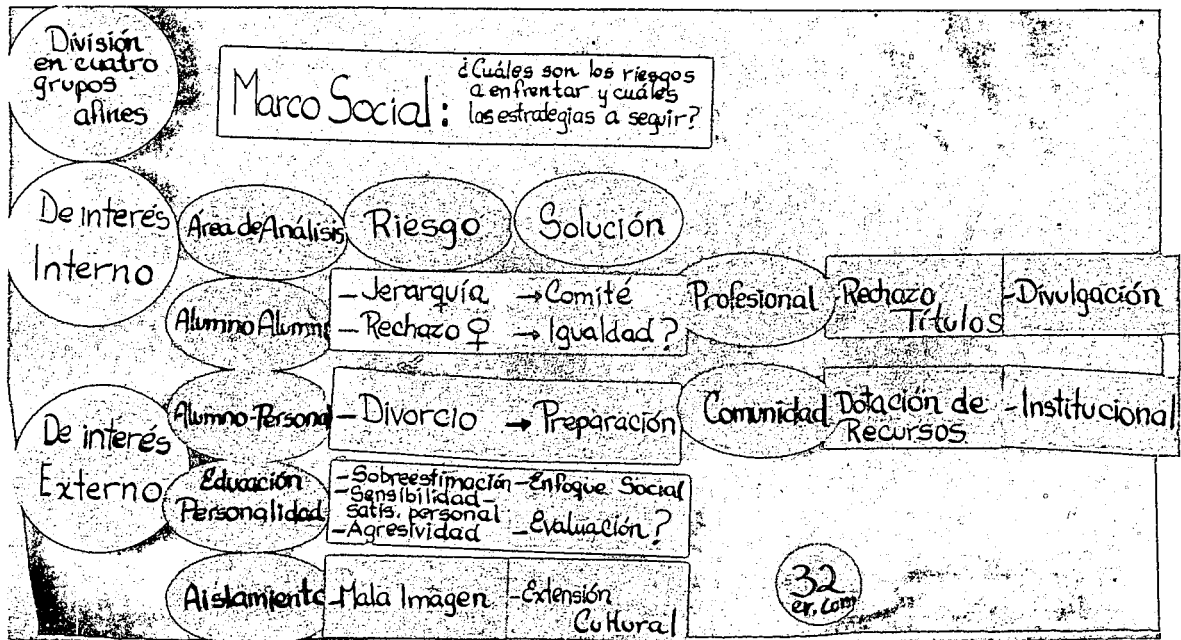 División
en cuatro
grupos
afines
Marco Social:
¿Cuáles son los riesgos
a enfrentar y cuáles
las estrategias a seguir?
De interés
Interno
Área de Análisis
Riesgo
Solución
Alumno Alumno
- Jerarquía → Comité
- Rechazo ♀ → Igualdad?
Profesional
- Rechazo
Títulos
- Divulgación
De interés
Externo
Alumno-Personal
- Divorcio → Preparación
Comunidad
Dotación de
Recursos
- Institucional
Educación
Personalidad
- Sobreestimación - Enfoque Social
- Sensibilidad -
satis. personal
- Agresividad - Evaluación?
Aislamiento
- Mala Imágen
- Extensión
Cultural
32
er. com